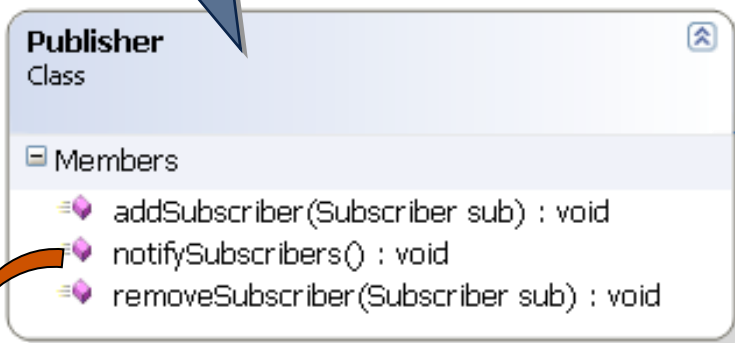 Publisher
Class
Members
addSubscriber(Subscriber sub) : void
notifySubscribers() : void
removeSubscriber(Subscriber sub) : void